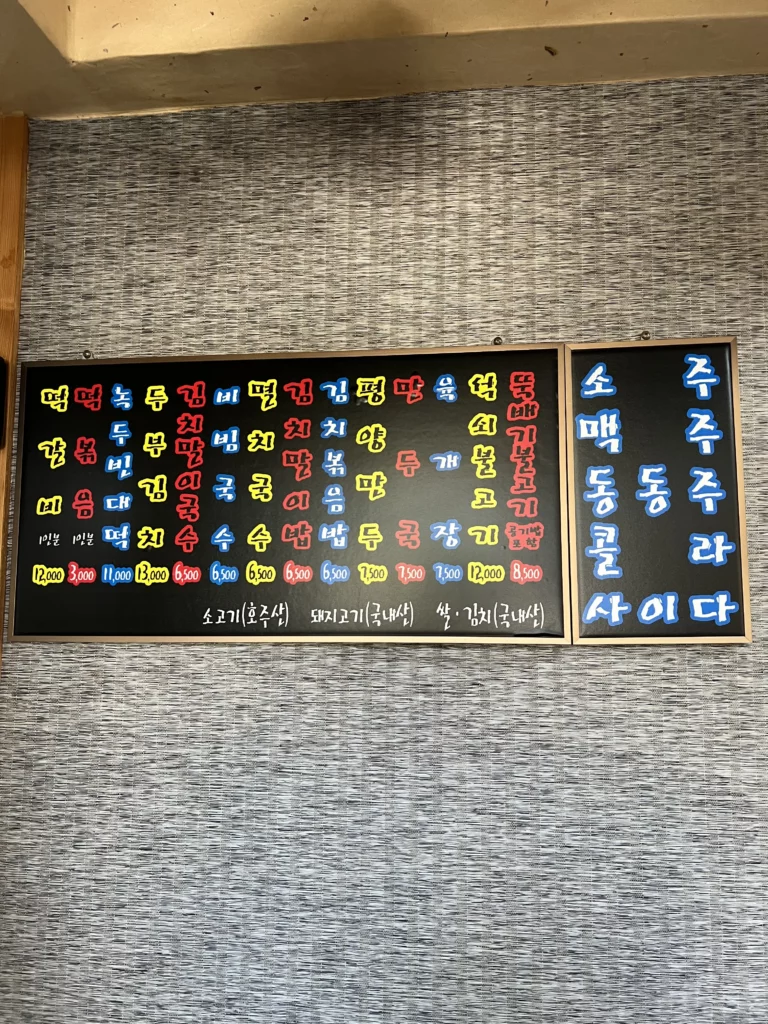 떡갈비
1인분
12,000
떡볶음
1인분
3,000
녹두빈대떡
11,000
두부김치
13,000
김치말이국수
6,500
비빔국수
6,500
멸치국수
6,500
김치말이밥
6,500
김치볶음밥
6,500
평양만두
7,500
만두국
7,500
육개장
7,500
석쇠불고기
12,000
뚝배기불고기
공기밥
포함
8,500
소고기(호주산) 돼지고기(국내산) 쌀·김치(국내산)
소주
맥주
동동주
콜라
사이다